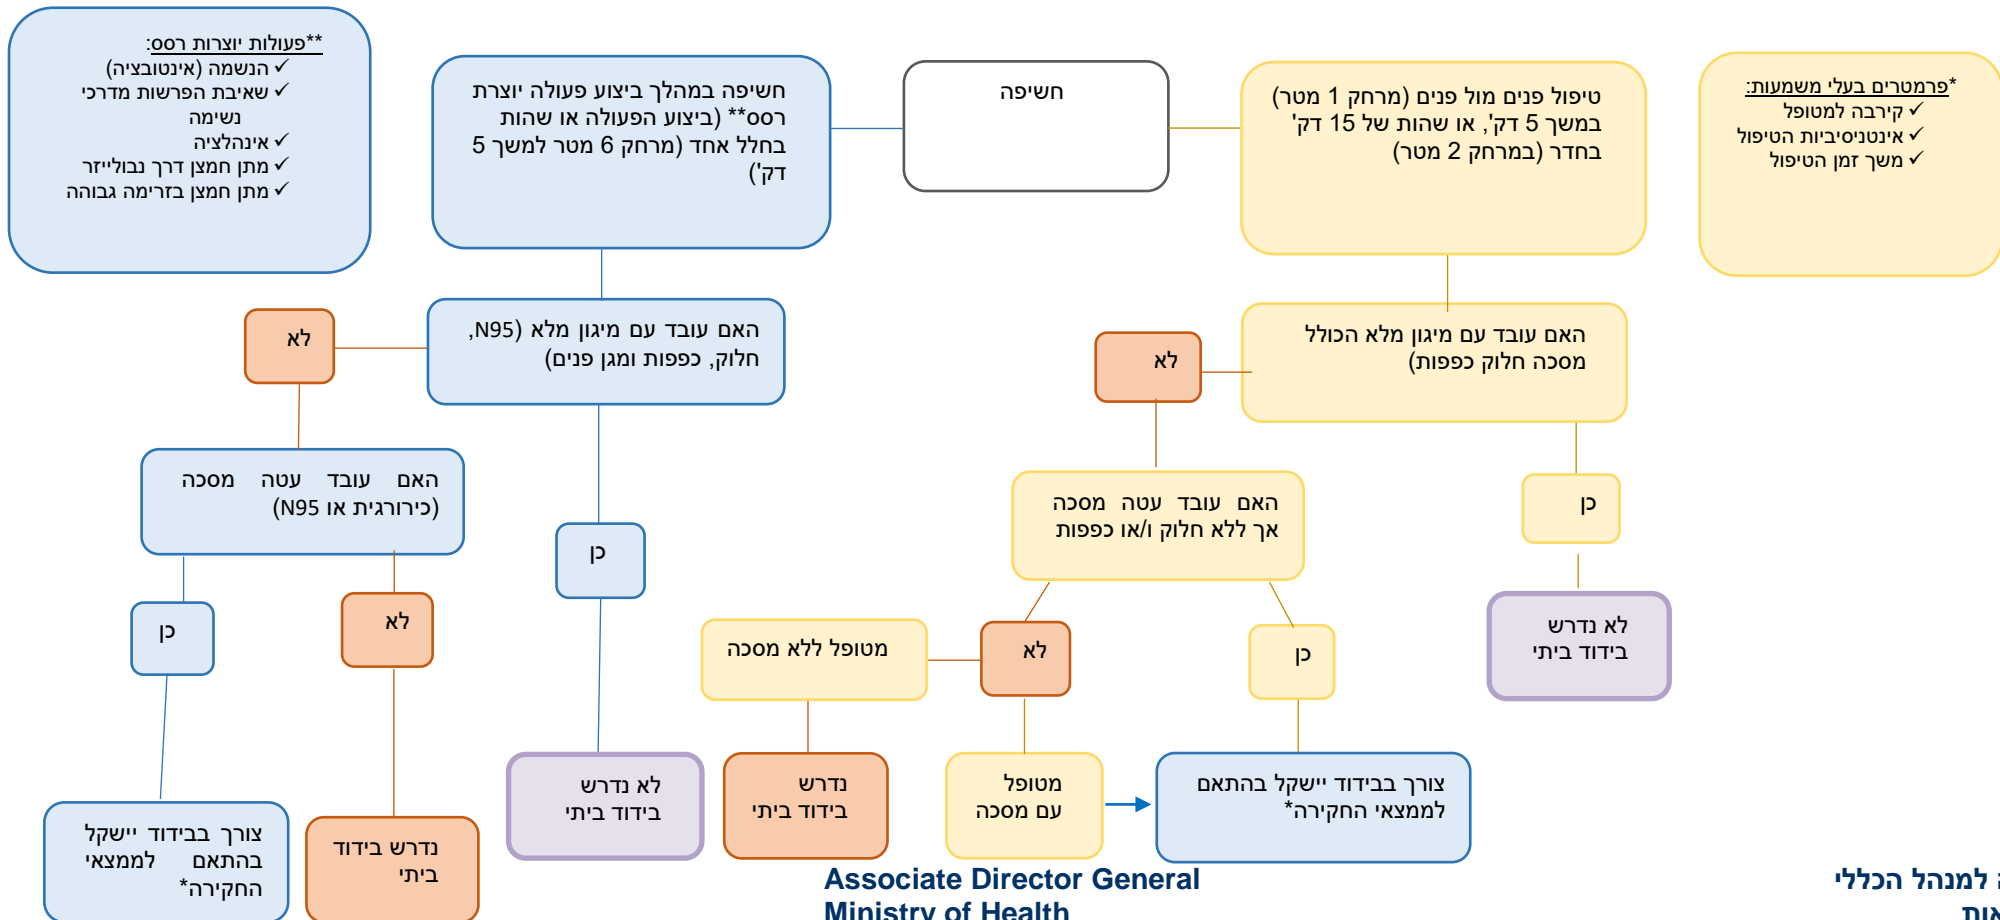 *פרמטרים בעלי משמעות:
✓ קירבה למטופל
✓ אינטניסיביות הטיפול
✓ משך זמן הטיפול
טיפול פנים מול פנים (מרחק 1 מטר)
במשך 5 דק', או שהות של 15 דק'
בחדר (במרחק 2 מטר)
חשיפה
חשיפה במהלך ביצוע פעולה יוצרת
רסס** (ביצוע הפעולה או שהות
בחלל אחד (מרחק 6 מטר למשך 5
דק')
**פעולות יוצרות רסס:
✓ הנשמה (אינטובציה)
✓ שאיבת הפרשות מדרכי
נשימה
✓ אינהלציה
✓ מתן חמצן דרך נבולייזר
✓ מתן חמצן בזרימה גבוהה
האם עובד עם מיגון מלא הכולל
מסכה חלוק כפפות)
לא
האם עובד עם מיגון מלא (N95,
חלוק, כפפות ומגן פנים)
לא
כן
האם עובד עטה מסכה
אך ללא חלוק ו/או כפפות
כן
האם עובד עטה מסכה
(כירורגית או N95)
לא נדרש
בידוד ביתי
כן
לא
מטופל ללא מסכה
לא
כן
צורך בבידוד יישקל בהתאם
לממצאי החקירה*
מטופל
עם מסכה
נדרש
בידוד ביתי
לא נדרש
בידוד ביתי
נדרש בידוד
ביתי
צורך בבידוד יישקל
בהתאם לממצאי
החקירה*
למנהל הכללי
Associate Director General
Ministry of Health